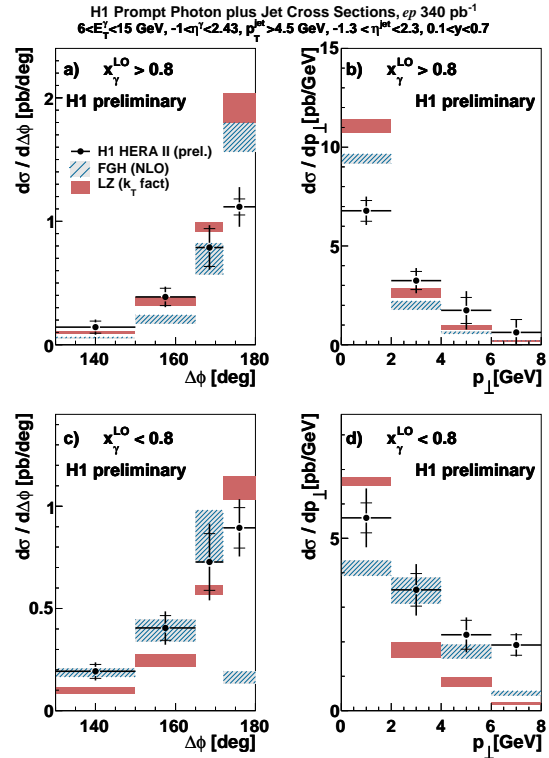 H1 Prompt Photon plus Jet Cross Sections, ep 340 pb⁻¹
6<E_T^γ<15 GeV, -1<η^γ<2.43, p_T^jet>4.5 GeV, -1.3 < η^jet<2.3, 0.1<y<0.7
dσ / dΔϕ [pb/deg]
a) x_γ^LO > 0.8
H1 preliminary
H1 HERA II (prel.)
FGH (NLO)
LZ (k_T fact)
2
1
0
140 160 180
Δϕ [deg]
dσ / dp⊥[pb/GeV]
b) x_γ^LO > 0.8
H1 preliminary
15
10
5
0
0 2 4 6 8
p⊥[GeV]
dσ / dΔϕ [pb/deg]
c) x_γ^LO < 0.8
H1 preliminary
1
0.5
0
140 160 180
Δϕ [deg]
dσ / dp⊥[pb/GeV]
d) x_γ^LO < 0.8
H1 preliminary
5
0
0 2 4 6 8
p⊥[GeV]